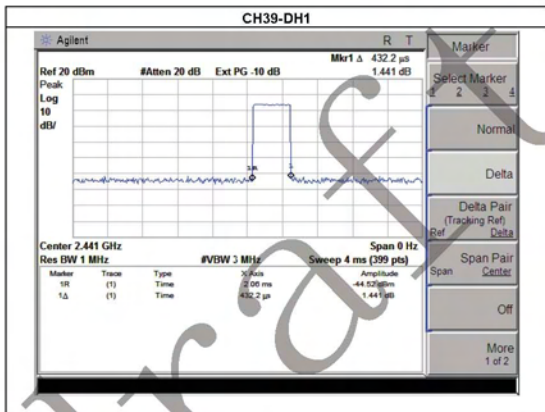 CH39-DH1
Agilent R T
Mkr1 Δ 432.2 µs
Ref 20 dBm #Atten 20 dB Ext PG -10 dB 1.441 dB
Peak
Log
10
dB/
1R 1
Center 2.441 GHz Span 0 Hz
Res BW 1 MHz #VBW 3 MHz Sweep 4 ms (399 pts)
Marker Trace Type X Axis Amplitude
1R (1) Time 2.06 ms -44.52 dBm
1Δ (1) Time 432.2 µs 1.441 dB
Marker
Select Marker
1 2 3 4
Normal
Delta
Delta Pair
(Tracking Ref)
Ref Delta
Span Pair
Span Center
Off
More
1 of 2
Draft